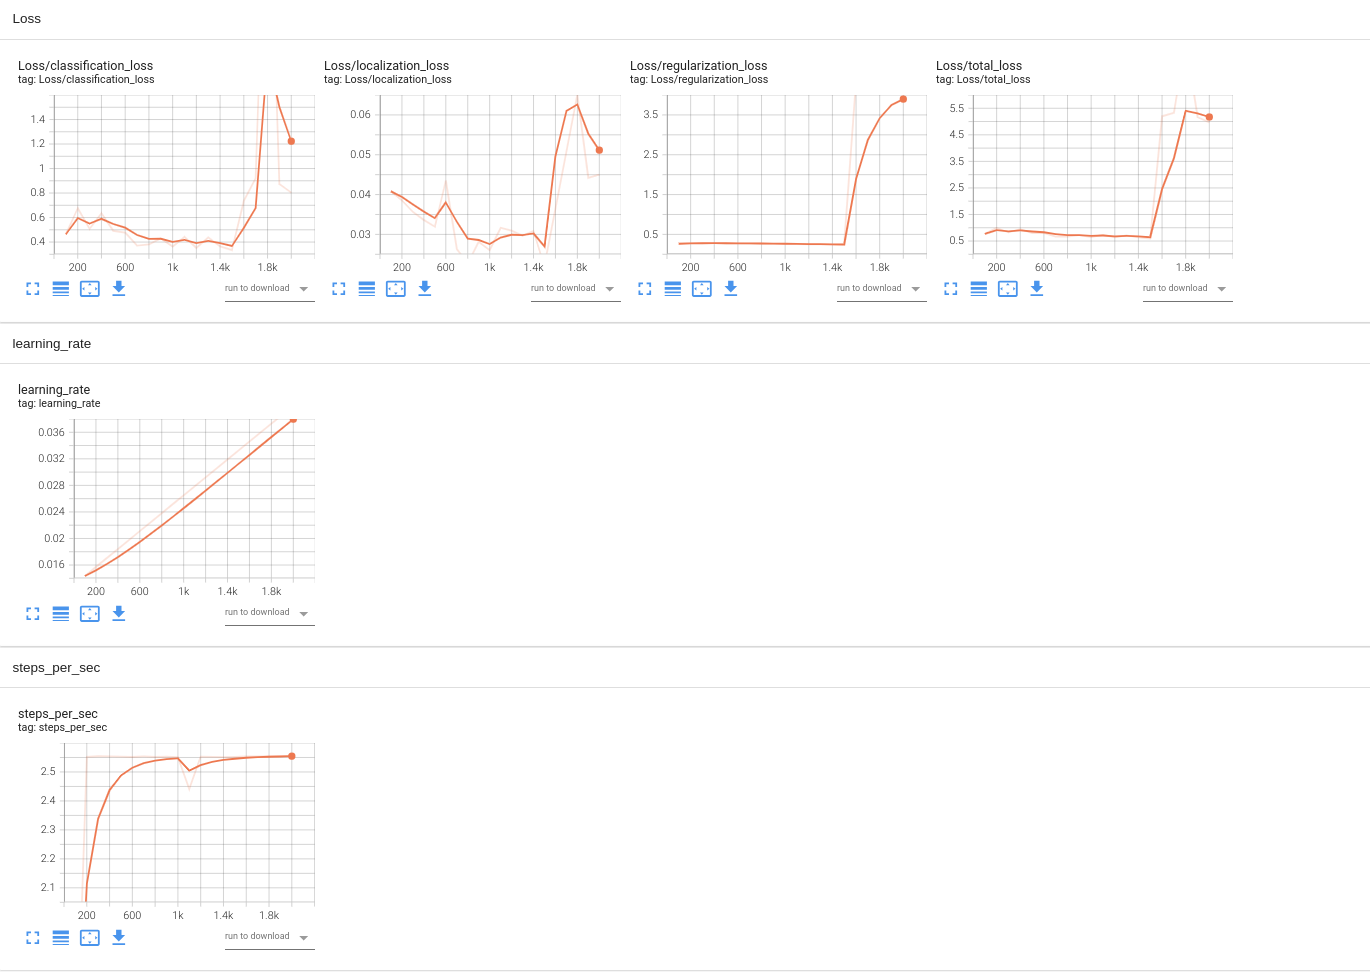 Loss
Loss/classification_loss
tag: Loss/classification_loss
1.4
1.2
1
0.8
0.6
0.4
200 600 1k 1.4k 1.8k
run to download
Loss/localization_loss
tag: Loss/localization_loss
0.06
0.05
0.04
0.03
200 600 1k 1.4k 1.8k
run to download
Loss/regularization_loss
tag: Loss/regularization_loss
3.5
2.5
1.5
0.5
200 600 1k 1.4k 1.8k
run to download
Loss/total_loss
tag: Loss/total_loss
5.5
4.5
3.5
2.5
1.5
0.5
200 600 1k 1.4k 1.8k
run to download
learning_rate
learning_rate
tag: learning_rate
0.036
0.032
0.028
0.024
0.02
0.016
200 600 1k 1.4k 1.8k
run to download
steps_per_sec
steps_per_sec
tag: steps_per_sec
2.5
2.4
2.3
2.2
2.1
200 600 1k 1.4k 1.8k
run to download